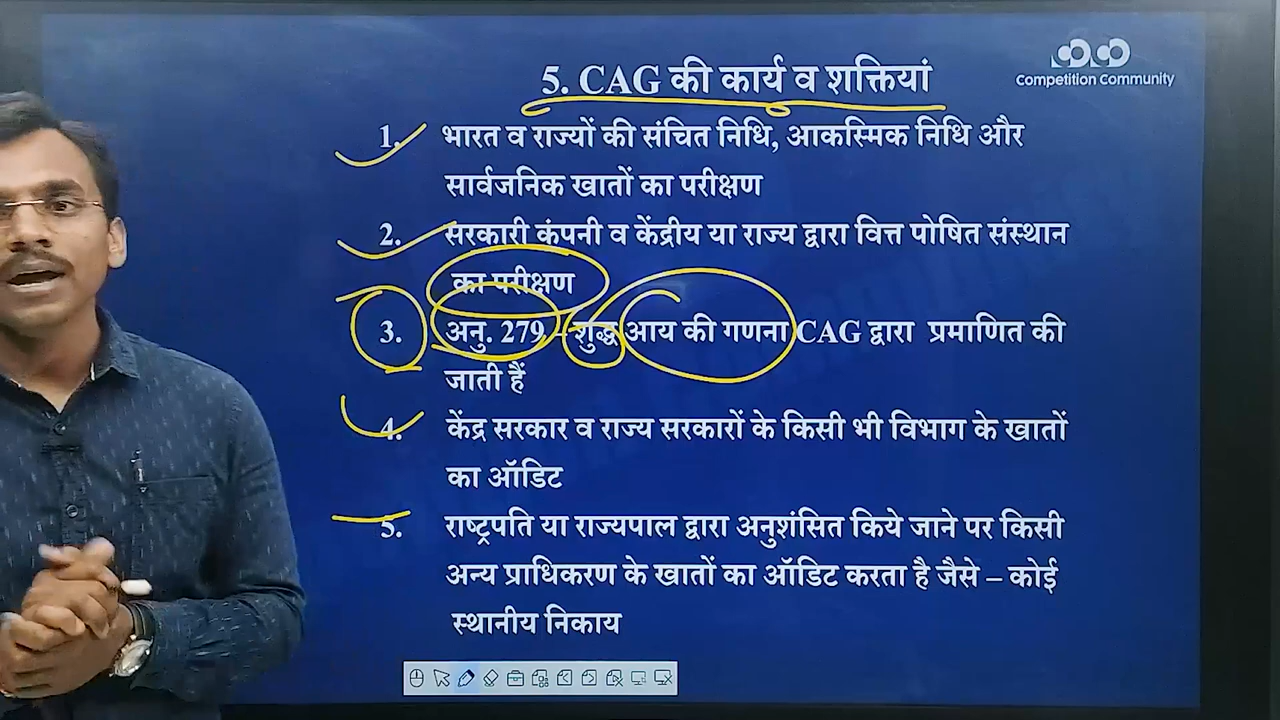 5. CAG की कार्य व शक्तियां
Competition Community
1. भारत व राज्यों की संचित निधि, आकस्मिक निधि और
सार्वजनिक खातों का परीक्षण
2. सरकारी कंपनी व केंद्रीय या राज्य द्वारा वित्त पोषित संस्थान
का परीक्षण
3. अनु. 279 – शुद्ध आय की गणना CAG द्वारा प्रमाणित की
जाती हैं
4. केंद्र सरकार व राज्य सरकारों के किसी भी विभाग के खातों
का ऑडिट
5. राष्ट्रपति या राज्यपाल द्वारा अनुशंसित किये जाने पर किसी
अन्य प्राधिकरण के खातों का ऑडिट करता है जैसे – कोई
स्थानीय निकाय